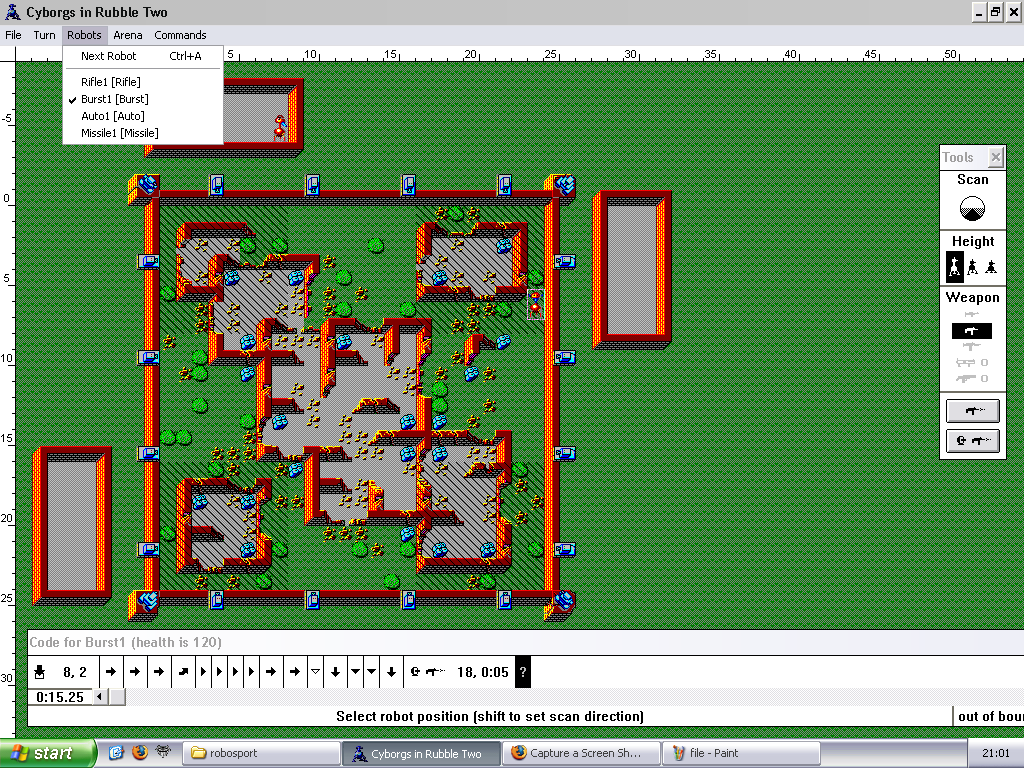 Cyborgs in Rubble Two
File Turn Robots Arena Commands
Next Robot Ctrl+A
Rifle1 [Rifle]
Burst1 [Burst]
Auto1 [Auto]
Missile1 [Missile]
5 10 15 20 25 30 35 40 45 50
-5
0
5
10
15
20
25
30
Tools
Scan
Height
Weapon
0
0
Code for Burst1 (health is 120)
8, 2 18, 0:05 ?
0:15.25
Select robot position (shift to set scan direction) out of bou
start robosport Cyborgs in Rubble Two Capture a Screen Sh... file - Paint 21:01